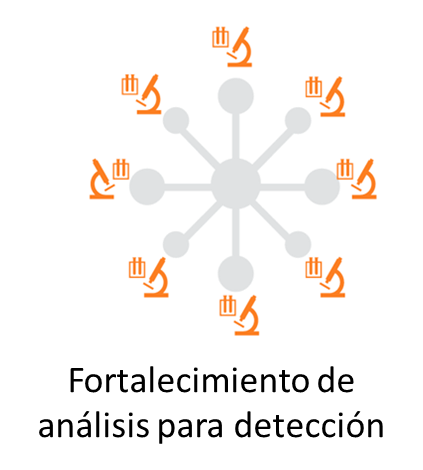 Fortalecimiento de
análisis para detección